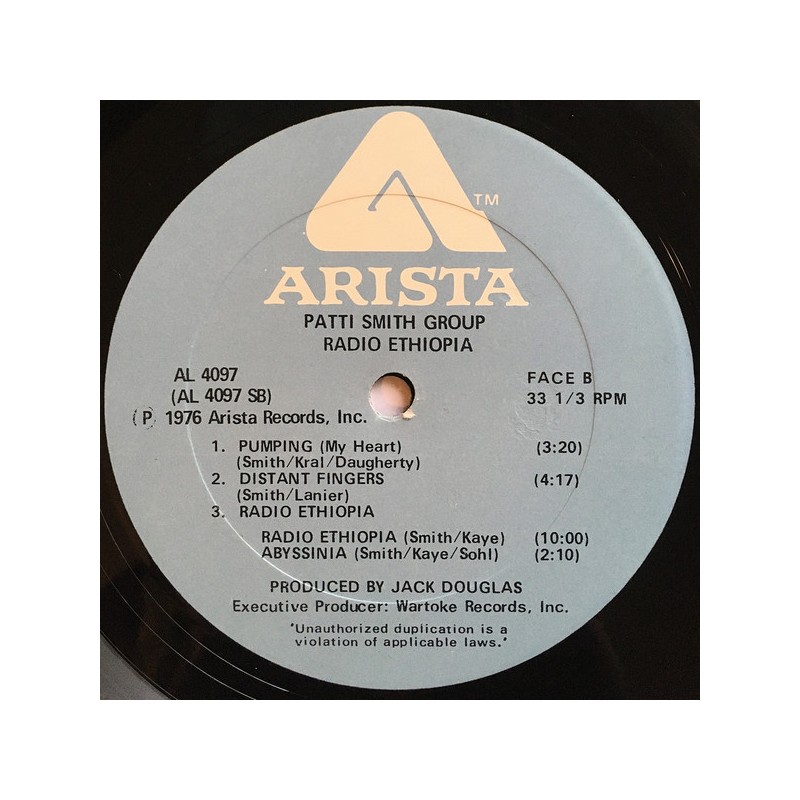 TM
ARISTA
PATTI SMITH GROUP
RADIO ETHIOPIA
AL 4097
(AL 4097 SB)
(P) 1976 Arista Records, Inc.
FACE B
33 1/3 RPM
1. PUMPING (My Heart) (3:20)
(Smith/Kral/Daugherty)
2. DISTANT FINGERS (4:17)
(Smith/Lanier)
3. RADIO ETHIOPIA
RADIO ETHIOPIA (Smith/Kaye) (10:00)
ABYSSINIA (Smith/Kaye/Sohl) (2:10)
PRODUCED BY JACK DOUGLAS
Executive Producer: Wartoke Records, Inc.
"Unauthorized duplication is a
violation of applicable laws."